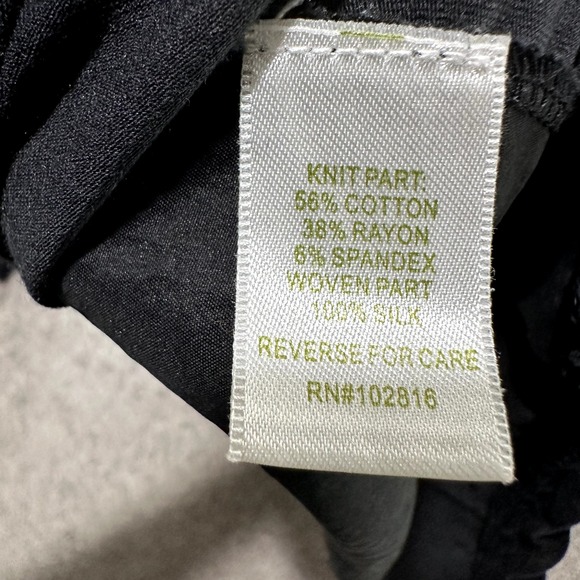 KNIT PART:
56% COTTON
38% RAYON
6% SPANDEX
WOVEN PART
100% SILK
REVERSE FOR CARE
RN#102816